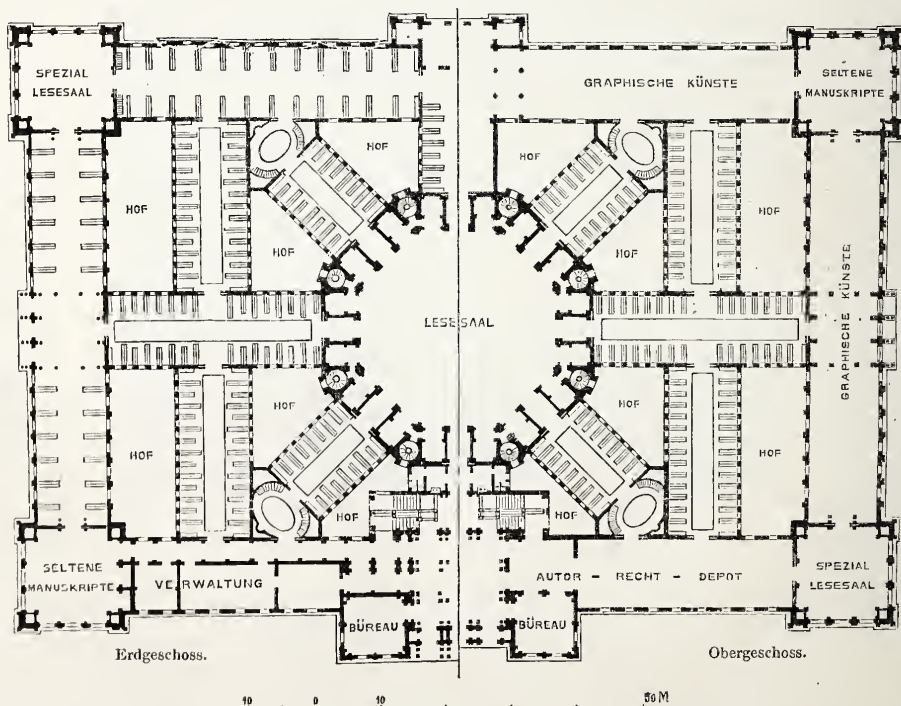 SPEZIAL
LESESAAL
GRAPHISCHE KÜNSTE
SELTENE
MANUSKRIPTE
HOF
HOF
HOF
HOF
HOF
HOF
GRAPHISCHE KÜNSTE
LESESAAL
HOF
HOF
HOF
HOF
HOF
HOF
SELTENE
MANUSKRIPTE
VERWALTUNG
BÜREAU
BÜREAU
AUTOR - RECHT - DEPOT
SPEZIAL
LESESAAL
Erdgeschoss.
Obergeschoss.
10 0 10 50 M